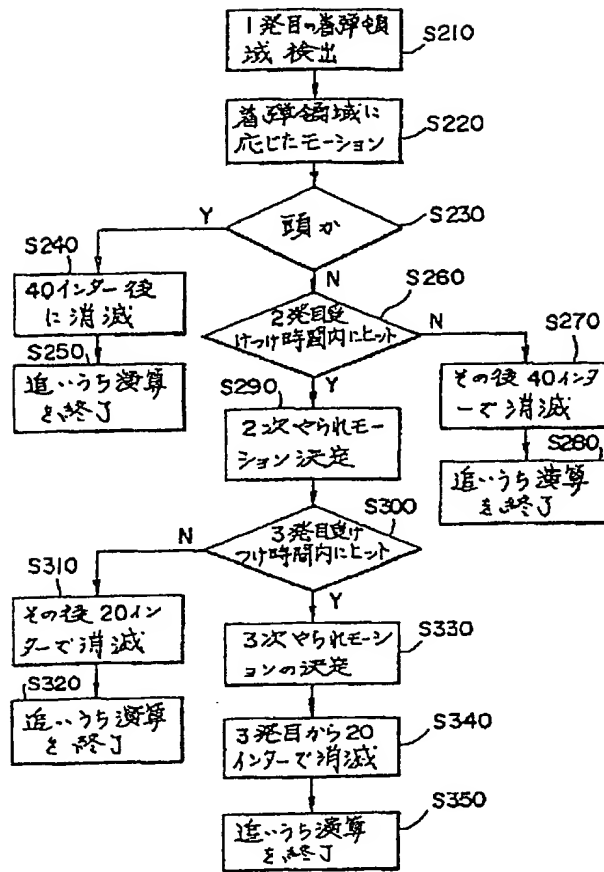 1発目の着弾領
域 検出
S210
着弾領域に
応じたモーション
S220
頭か
S230
Y
N
S240
40インター後
に消滅
S250
追いうち演算
を終了
S260
2発目受
けつけ時間内にヒット
N
Y
S270
その後40インタ
ーで消滅
S280
追いうち演算
を終了
S290
2次やられモー
ション決定
S300
3発目受け
つけ時間内にヒット
N
Y
S310
その後20イン
ターで消滅
S320
追いうち演算
を終了
S330
3次やられモーシ
ョンの決定
S340
3発目から20
インターで消滅
S350
追いうち演算
を終了